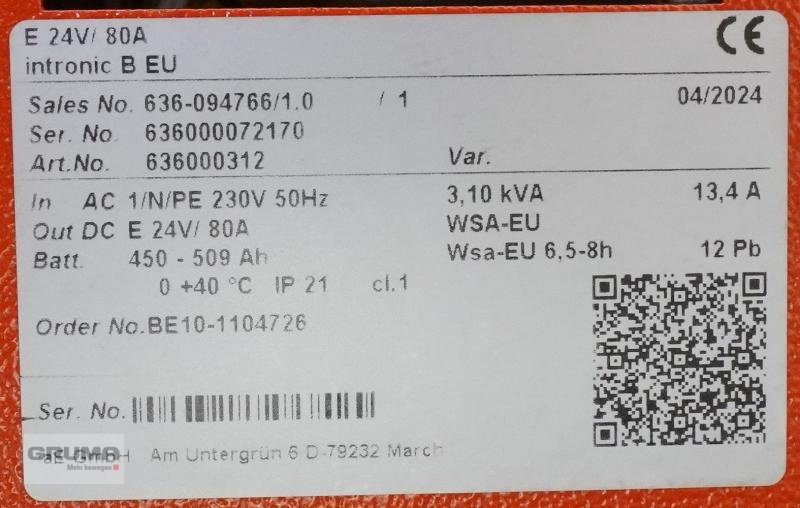 E 24V/ 80A
CE
intronic B EU
Sales No. 636-094766/1.0 / 1 04/2024
Ser. No. 636000072170
Art.No. 636000312 Var.
In AC 1/N/PE 230V 50Hz 3,10 kVA 13,4 A
Out DC E 24V/ 80A WSA-EU
Batt. 450 - 509 Ah Wsa-EU 6,5-8h 12 Pb
0 +40 °C IP 21 cl.1
Order No.BE10-1104726
Ser. No.
GRUMA
Mehr bewegen
GmbH Am Untergrün 6 D-79232 March